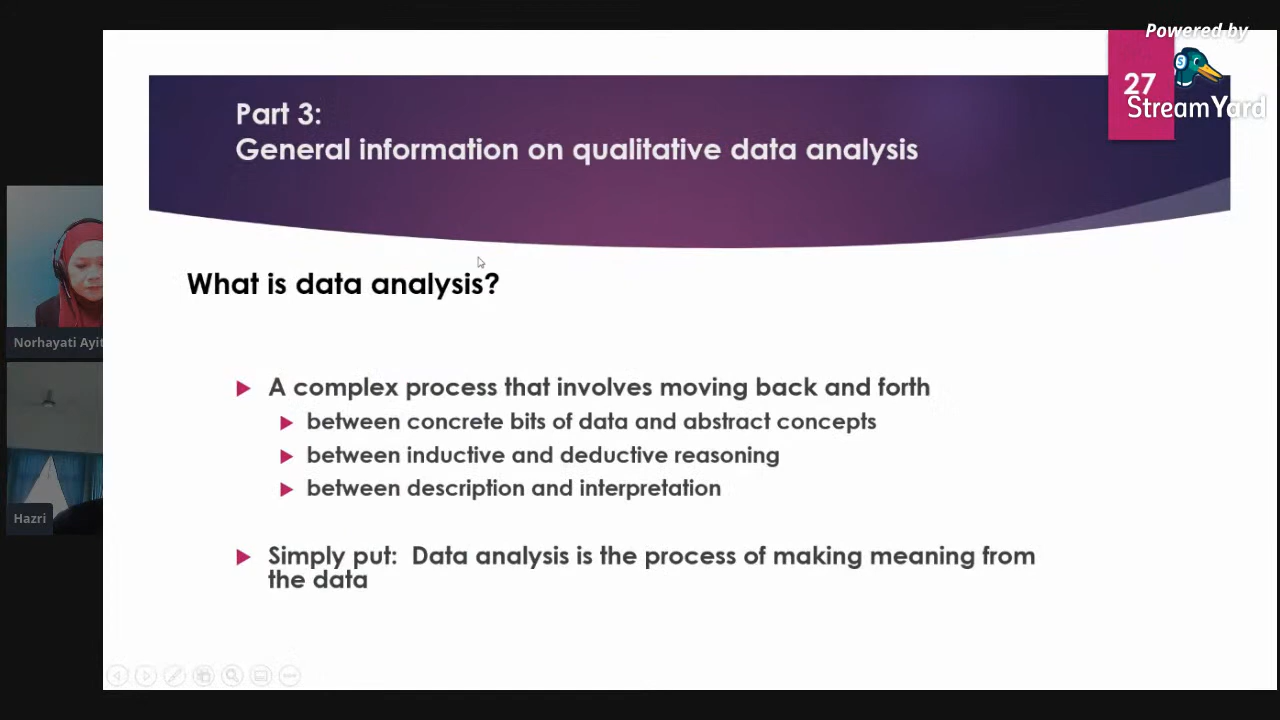 Powered by
StreamYard
27
Part 3:
General information on qualitative data analysis
What is data analysis?
A complex process that involves moving back and forth
between concrete bits of data and abstract concepts
between inductive and deductive reasoning
between description and interpretation
Simply put: Data analysis is the process of making meaning from
the data
Norhayati Ayit
Hazri